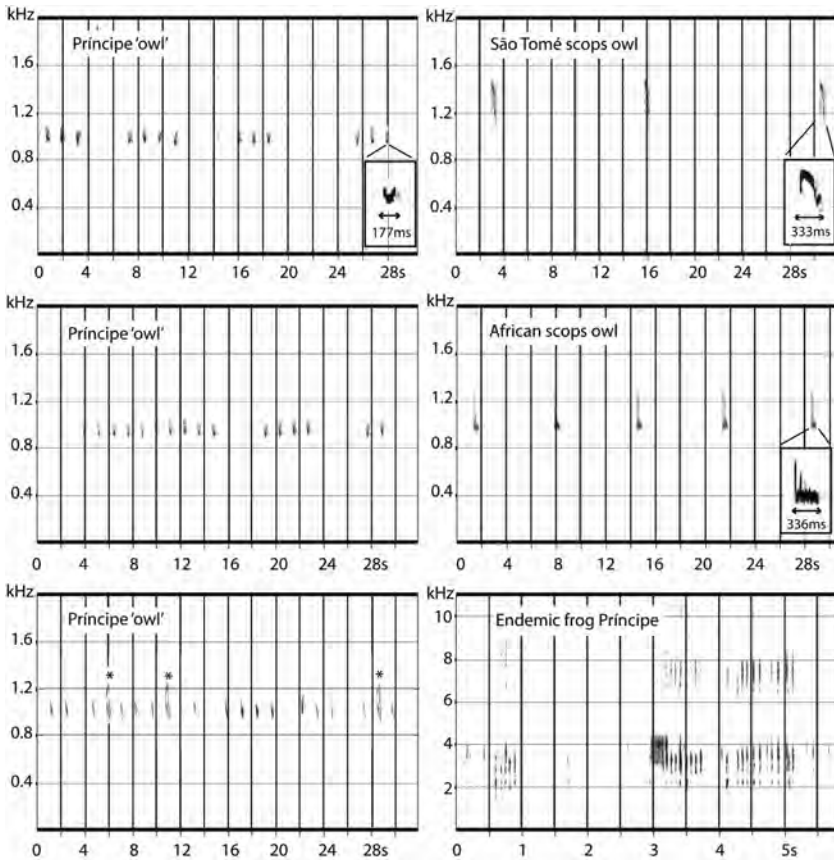 kHz
Príncipe 'owl'
1.6
1.2
0.8
0.4
177ms
0 4 8 12 16 20 24 28s
kHz
São Tomé scops owl
1.6
1.2
0.8
0.4
333ms
0 4 8 12 16 20 24 28s
kHz
Príncipe 'owl'
1.6
1.2
0.8
0.4
0 4 8 12 16 20 24 28s
kHz
African scops owl
1.6
1.2
0.8
0.4
336ms
0 4 8 12 16 20 24 28s
kHz
Príncipe 'owl'
1.6
* * *
1.2
0.8
0.4
0 4 8 12 16 20 24 28s
kHz
Endemic frog Príncipe
10
8
6
4
2
0 1 2 3 4 5s